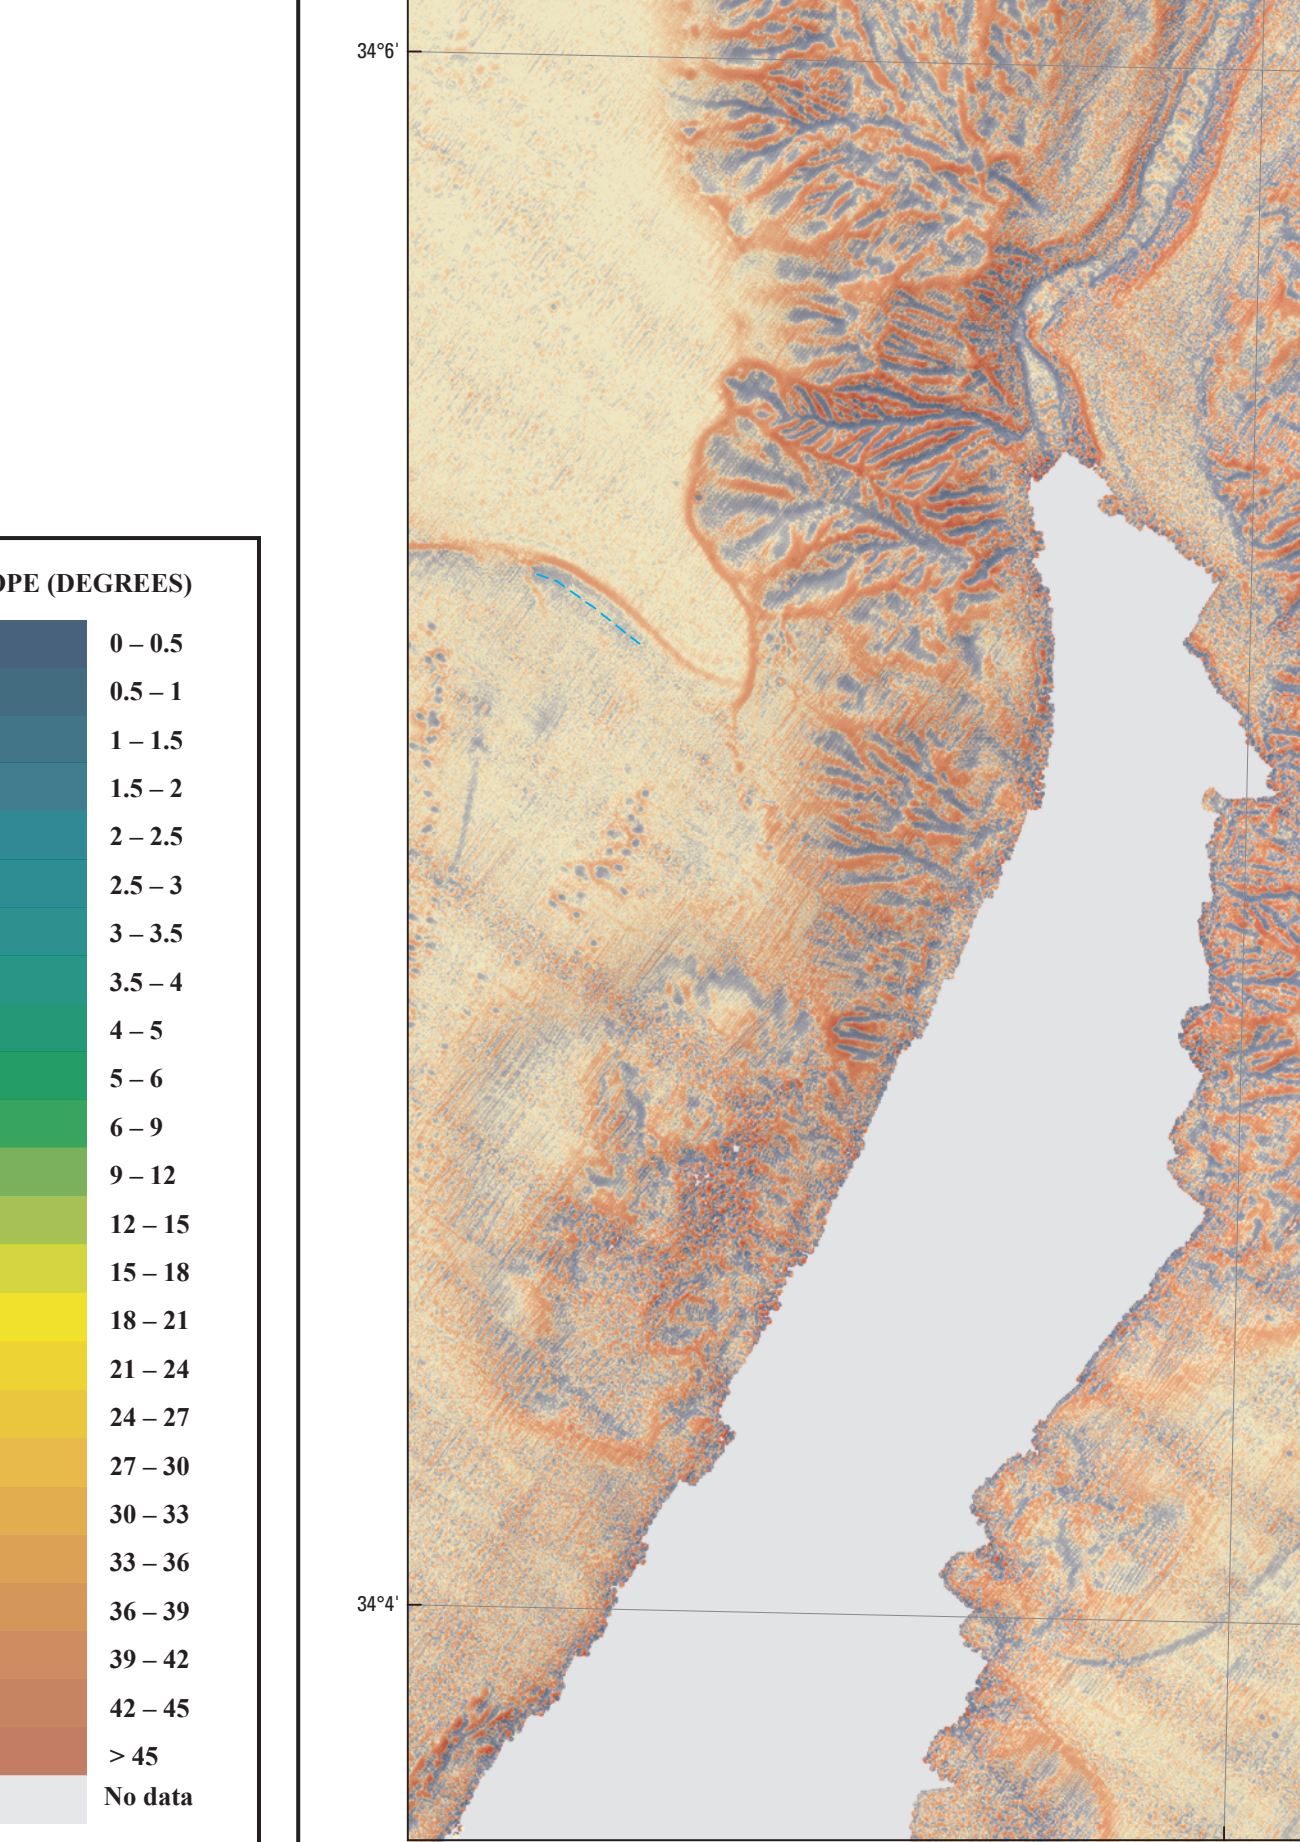 34°6'
(DEGREES)
0 – 0.5
0.5 – 1
1 – 1.5
1.5 – 2
2 – 2.5
2.5 – 3
3 – 3.5
3.5 – 4
4 – 5
5 – 6
6 – 9
9 – 12
12 – 15
15 – 18
18 – 21
21 – 24
24 – 27
27 – 30
30 – 33
33 – 36
36 – 39
39 – 42
42 – 45
> 45
No data
34°4'